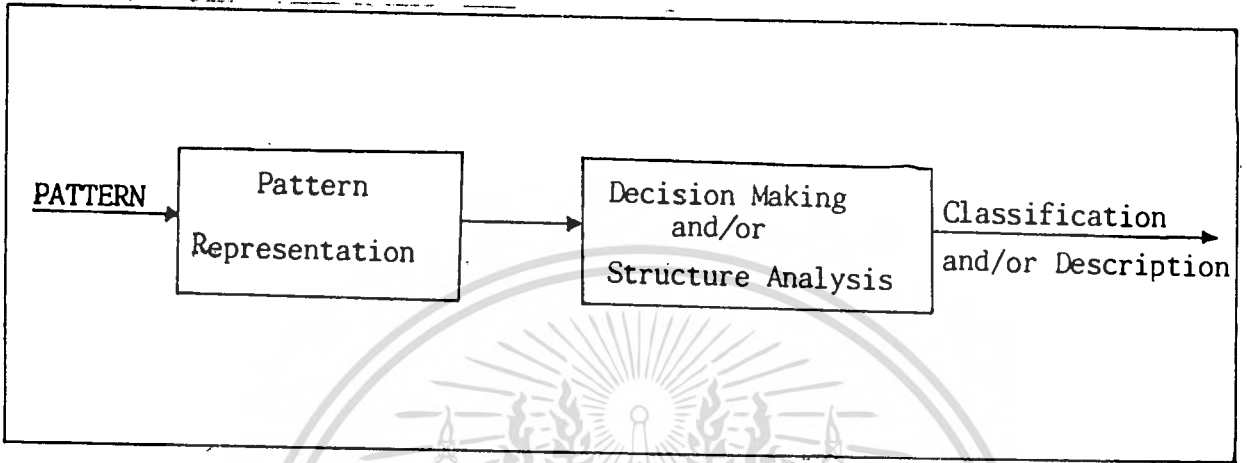 PATTERN
Pattern
Representation
Decision Making
and/or
Structure Analysis
Classification
and/or Description